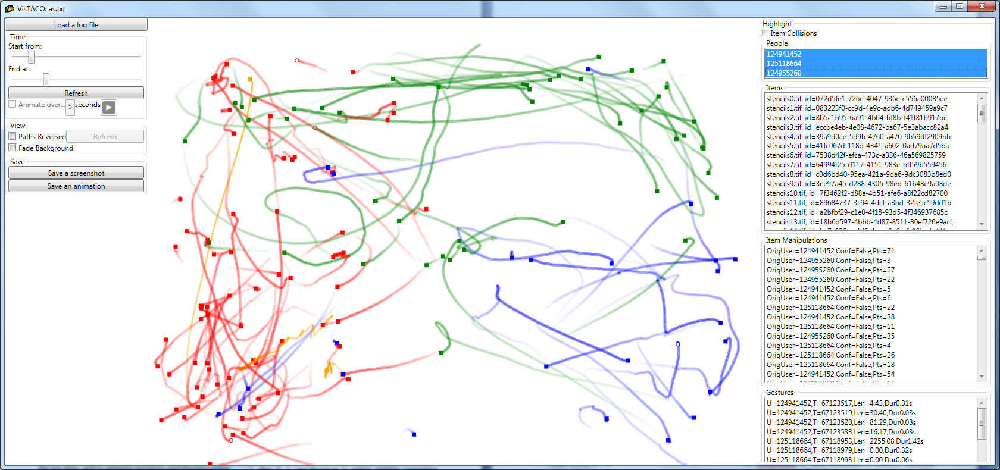 VisTACO: as.txt
Load a log file
Time
Start from:
End at:
Refresh
Animate over... 5 seconds
View
Paths Reversed Refresh
Fade Background
Save
Save a screenshot
Save an animation
Highlight
Item Collisions
People
124941452
125118664
124955260
Items
stencils0.tif, id=072d5fe1-726e-4047-936c-c556a00085ee
stencils1.tif, id=083223f0-cc9d-4e9c-adb6-4d749459a9c7
stencils2.tif, id=8b5c1b95-6a91-4b04-bf8b-f41f81b917bc
stencils3.tif, id=eccbe4eb-4e08-4672-ba67-5e3abacc82a4
stencils4.tif, id=39a9d0ae-5d9b-4760-a470-9b59df2909bb
stencils5.tif, id=41fc067d-118d-4341-a602-0ad79aa7d5ba
stencils6.tif, id=7538d42f-efca-473c-a336-46a569825759
stencils7.tif, id=64994f25-d117-4151-983e-bff59b559456
stencils8.tif, id=c0d6bd40-95ea-421a-9da6-9dc3083b8ed0
stencils9.tif, id=3ee97a45-d288-4306-98ed-61b48e9a08de
stencils10.tif, id=7f3462f2-d88a-4d51-afe6-a8f22cd82700
stencils11.tif, id=89684737-3c94-4dcf-a8bd-32fe5c59dd1b
stencils12.tif, id=a2bfbf29-c1e0-4f18-93d5-4f346937685c
stencils13.tif, id=18b6d597-4bbb-4d87-8511-30ef726e9acc
Item Manipulations
OrigUser=124941452,Conf=False,Pts=71
OrigUser=124955260,Conf=False,Pts=3
OrigUser=124955260,Conf=False,Pts=27
OrigUser=124955260,Conf=False,Pts=22
OrigUser=124941452,Conf=False,Pts=5
OrigUser=124941452,Conf=False,Pts=6
OrigUser=125118664,Conf=False,Pts=22
OrigUser=124941452,Conf=False,Pts=38
OrigUser=125118664,Conf=False,Pts=11
OrigUser=124955260,Conf=False,Pts=35
OrigUser=125118664,Conf=False,Pts=4
OrigUser=125118664,Conf=False,Pts=26
OrigUser=125118664,Conf=False,Pts=18
OrigUser=124941452,Conf=False,Pts=54
Gestures
U=124941452,T=67123517,Len=4.43,Dur0.31s
U=124941452,T=67123519,Len=30.40,Dur0.03s
U=124941452,T=67123520,Len=81.29,Dur0.03s
U=124941452,T=67123533,Len=16.17,Dur0.03s
U=125118664,T=67118953,Len=2255.08,Dur1.42s
U=125118664,T=67118979,Len=0.00,Dur0.32s
U=125118664,T=67118993,Len=0.00,Dur0.06s